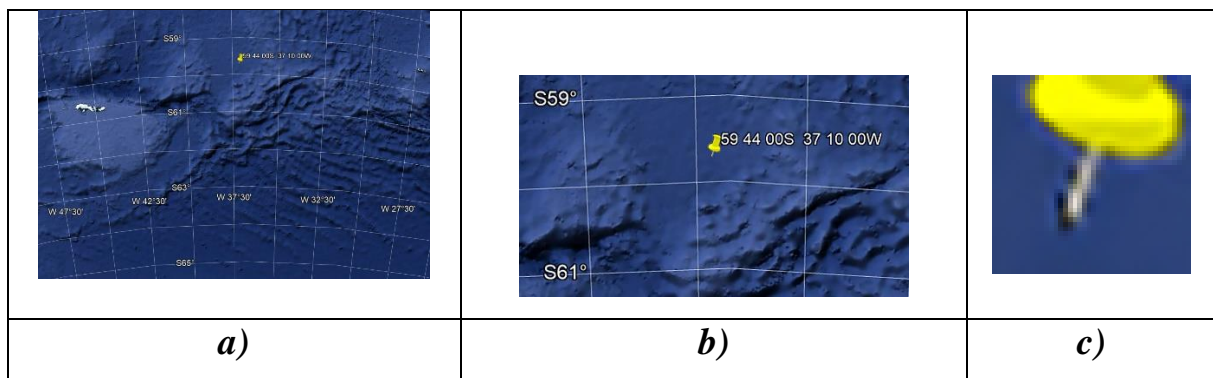 S59°
59 44 00S 37 10 00W
S61°
S63°
W 47°30'
W 42°30'
W 37°30'
W 32°30'
W 27°30'
S65°
S59°
59 44 00S 37 10 00W
S61°
a)
b)
c)